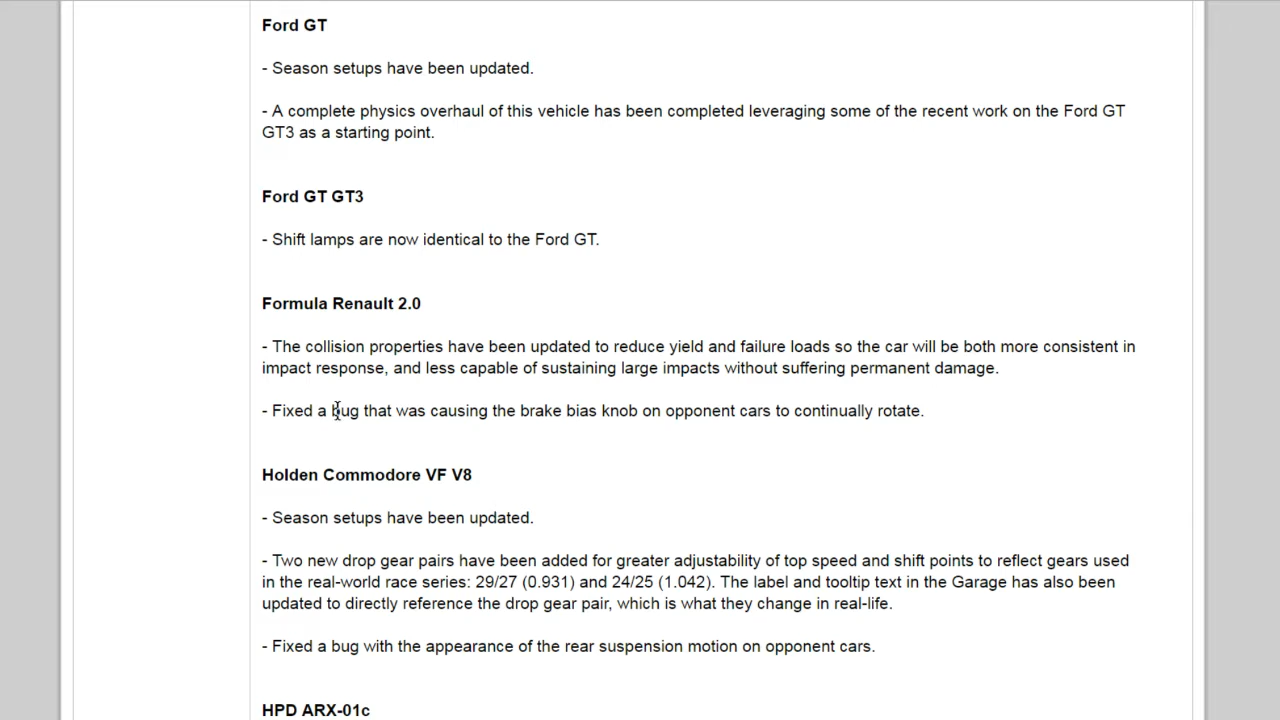 Ford GT
- Season setups have been updated.
- A complete physics overhaul of this vehicle has been completed leveraging some of the recent work on the Ford GT
GT3 as a starting point.
Ford GT GT3
- Shift lamps are now identical to the Ford GT.
Formula Renault 2.0
- The collision properties have been updated to reduce yield and failure loads so the car will be both more consistent in
impact response, and less capable of sustaining large impacts without suffering permanent damage.
- Fixed a bug that was causing the brake bias knob on opponent cars to continually rotate.
Holden Commodore VF V8
- Season setups have been updated.
- Two new drop gear pairs have been added for greater adjustability of top speed and shift points to reflect gears used
in the real-world race series: 29/27 (0.931) and 24/25 (1.042). The label and tooltip text in the Garage has also been
updated to directly reference the drop gear pair, which is what they change in real-life.
- Fixed a bug with the appearance of the rear suspension motion on opponent cars.
HPD ARX-01c